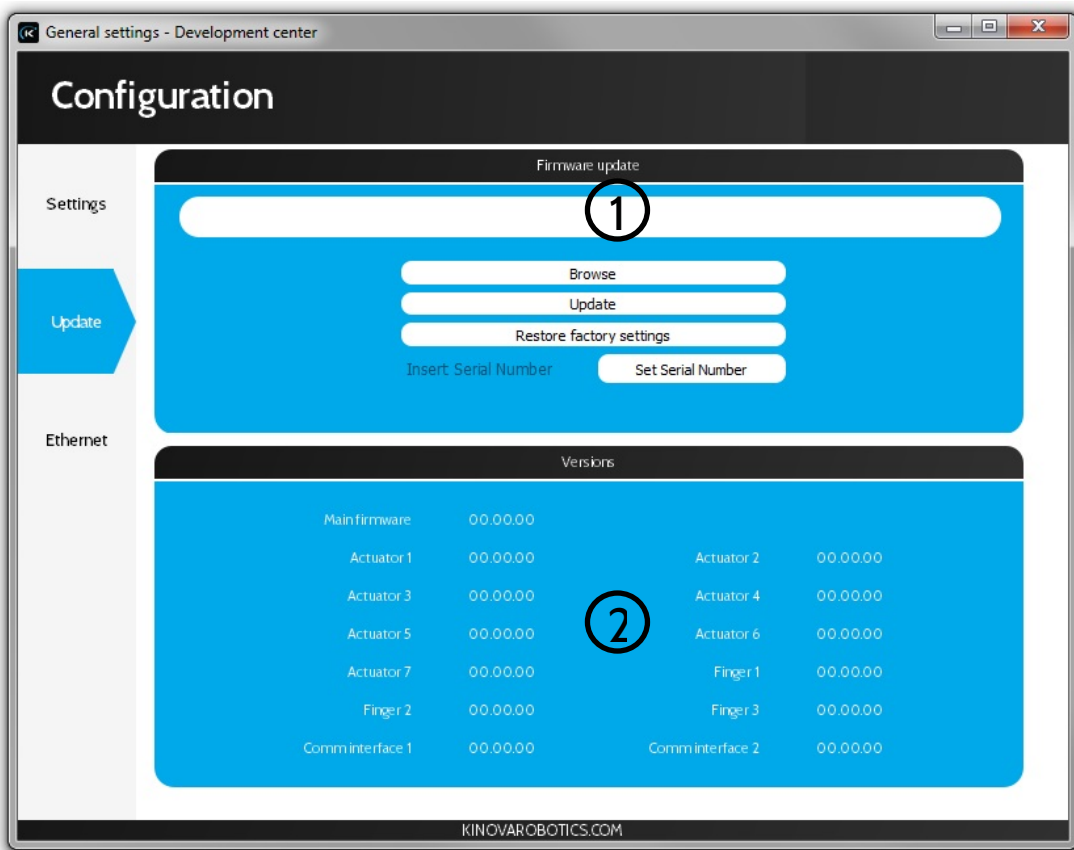 General settings - Development center
Configuration
Firmware update
Settings
1
Browse
Update
Update
Restore factory settings
Insert Serial Number Set Serial Number
Ethernet
Versions
Main firmware 00.00.00
Actuator 1 00.00.00 Actuator 2 00.00.00
Actuator 3 00.00.00 Actuator 4 00.00.00
2
Actuator 5 00.00.00 Actuator 6 00.00.00
Actuator 7 00.00.00 Finger 1 00.00.00
Finger 2 00.00.00 Finger 3 00.00.00
Comm interface 1 00.00.00 Comm interface 2 00.00.00
KINOVAROBOTICS.COM